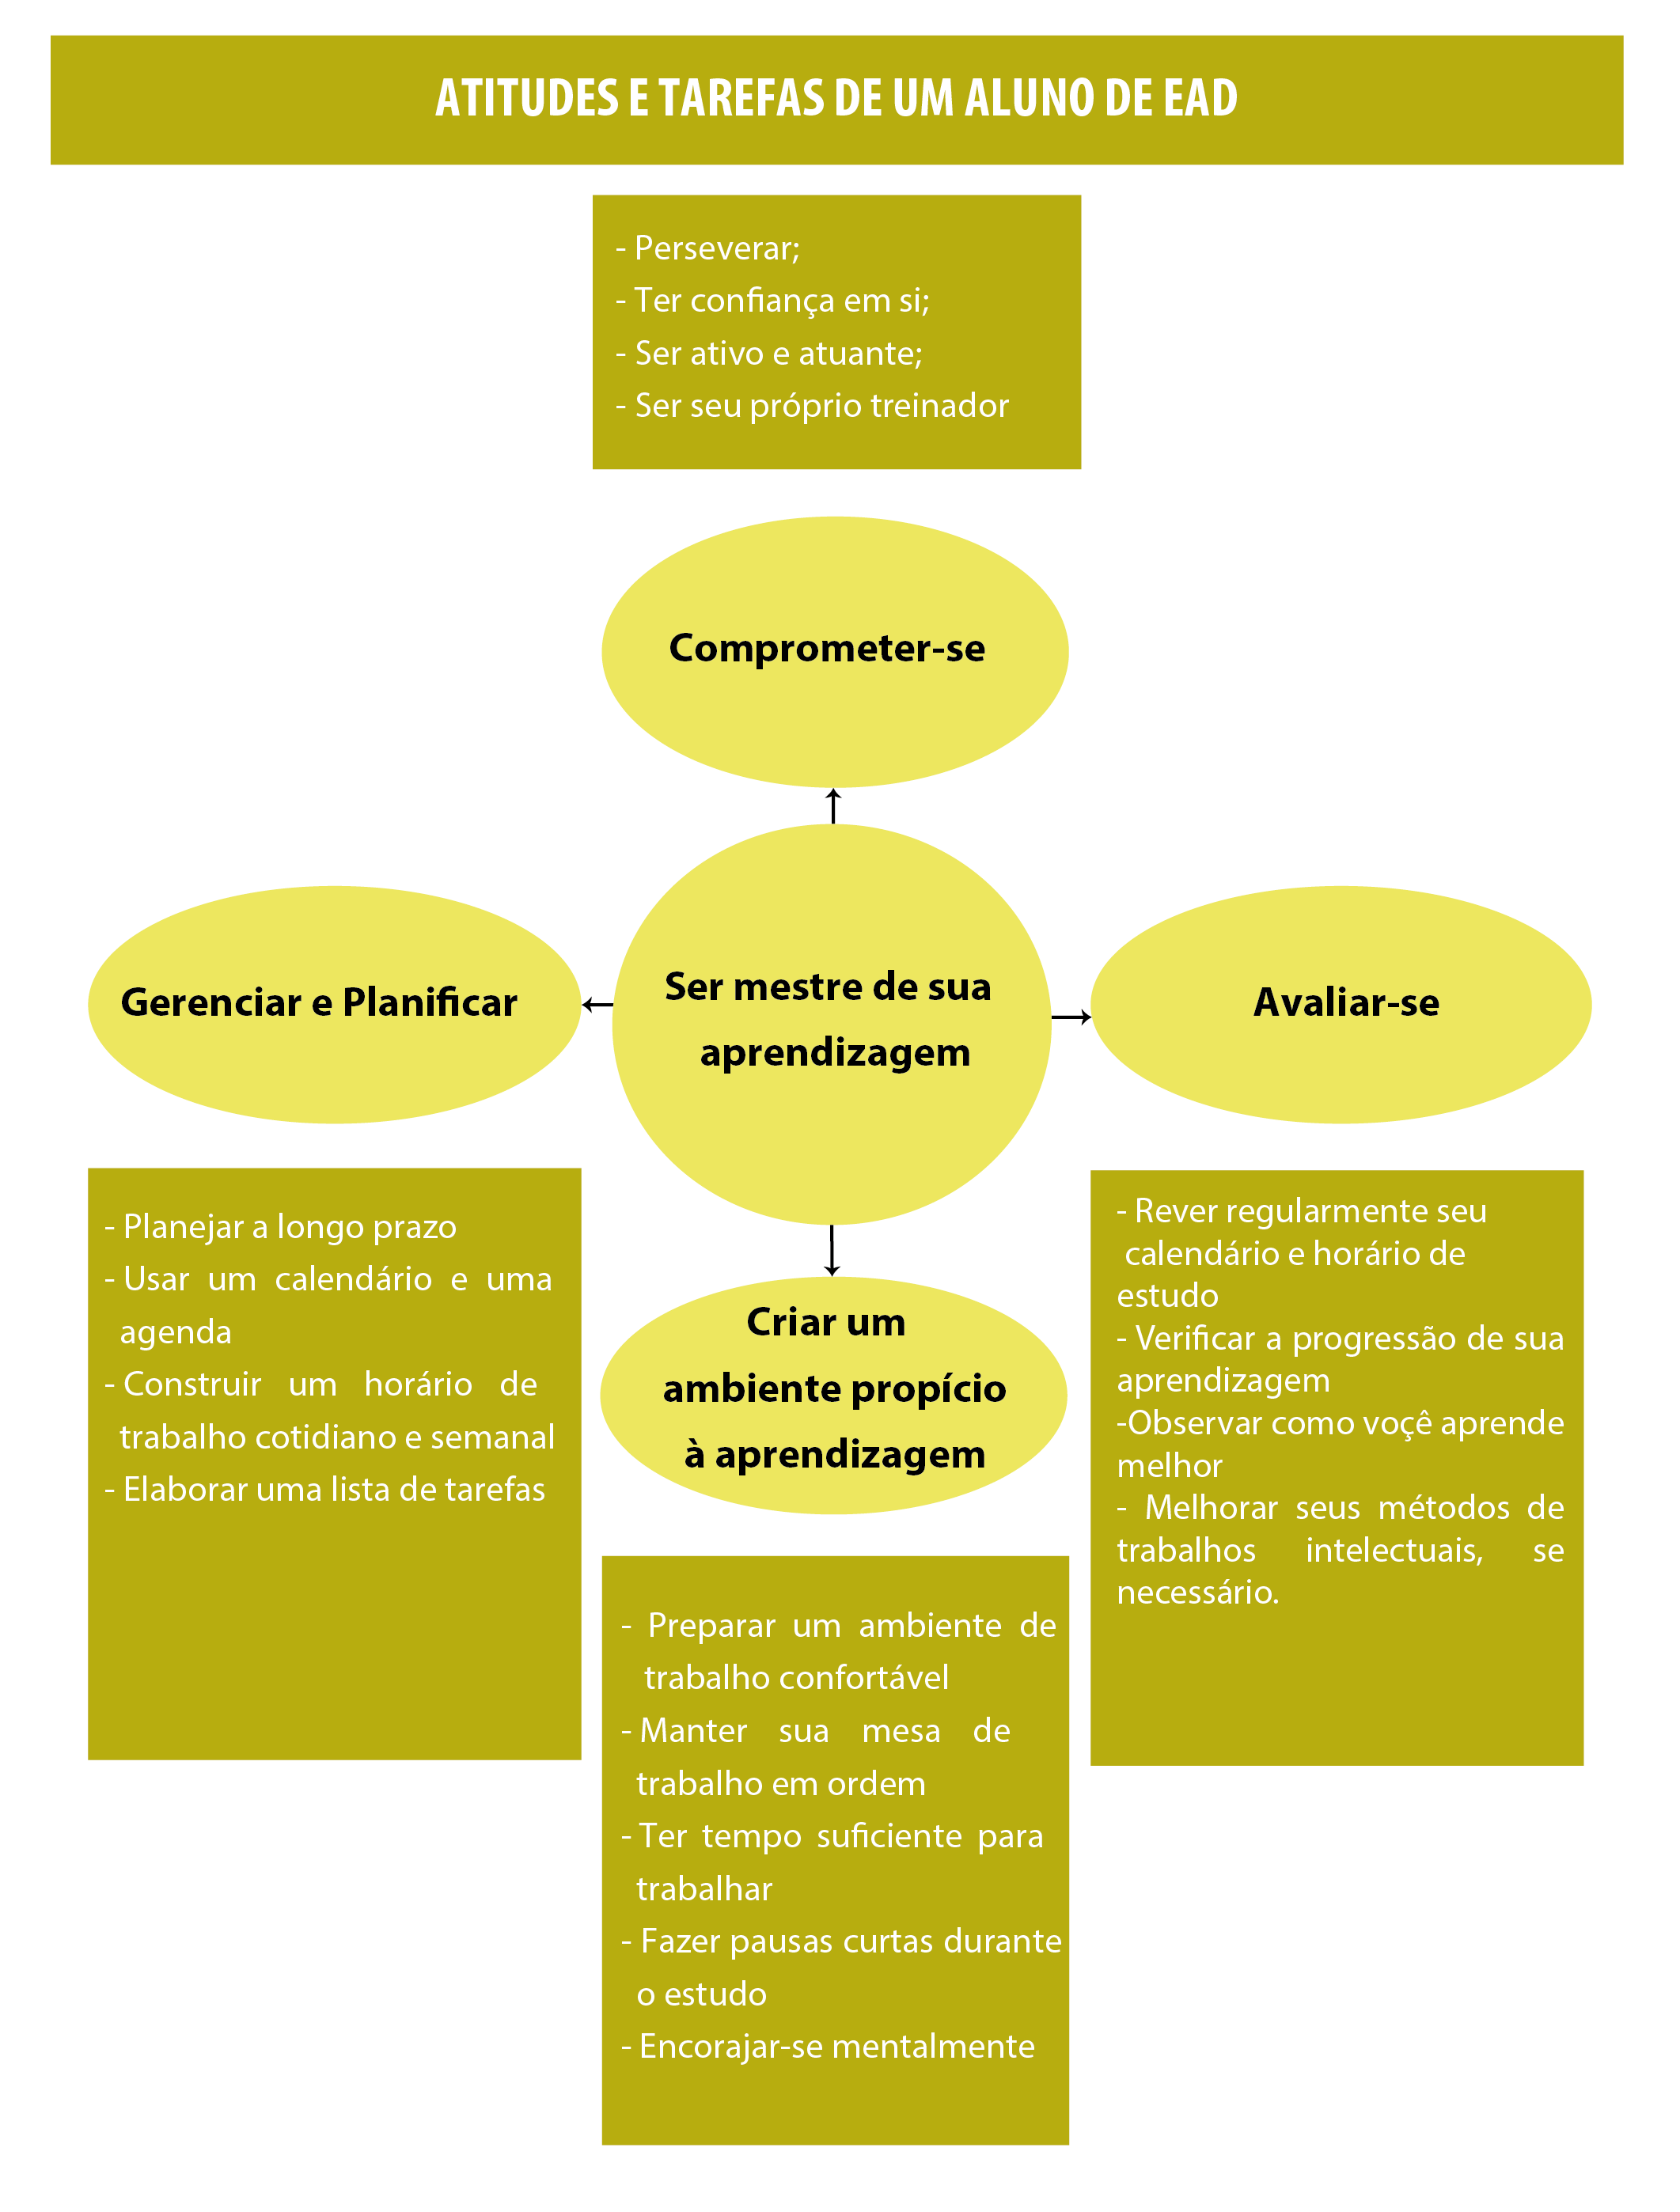 ATITUDES E TAREFAS DE UM ALUNO DE EAD
- Perseverar;
- Ter confiança em si;
- Ser ativo e atuante;
- Ser seu próprio treinador
Comprometer-se
Gerenciar e Planificar
Ser mestre de sua
aprendizagem
Avaliar-se
- Planejar a longo prazo
- Usar um calendário e uma
agenda
- Construir um horário de
trabalho cotidiano e semanal
- Elaborar uma lista de tarefas
Criar um
ambiente propício
à aprendizagem
- Rever regularmente seu
calendário e horário de
estudo
- Verificar a progressão de sua
aprendizagem
-Observar como voçê aprende
melhor
- Melhorar seus métodos de
trabalhos intelectuais, se
necessário.
- Preparar um ambiente de
trabalho confortável
- Manter sua mesa de
trabalho em ordem
- Ter tempo suficiente para
trabalhar
- Fazer pausas curtas durante
o estudo
- Encorajar-se mentalmente